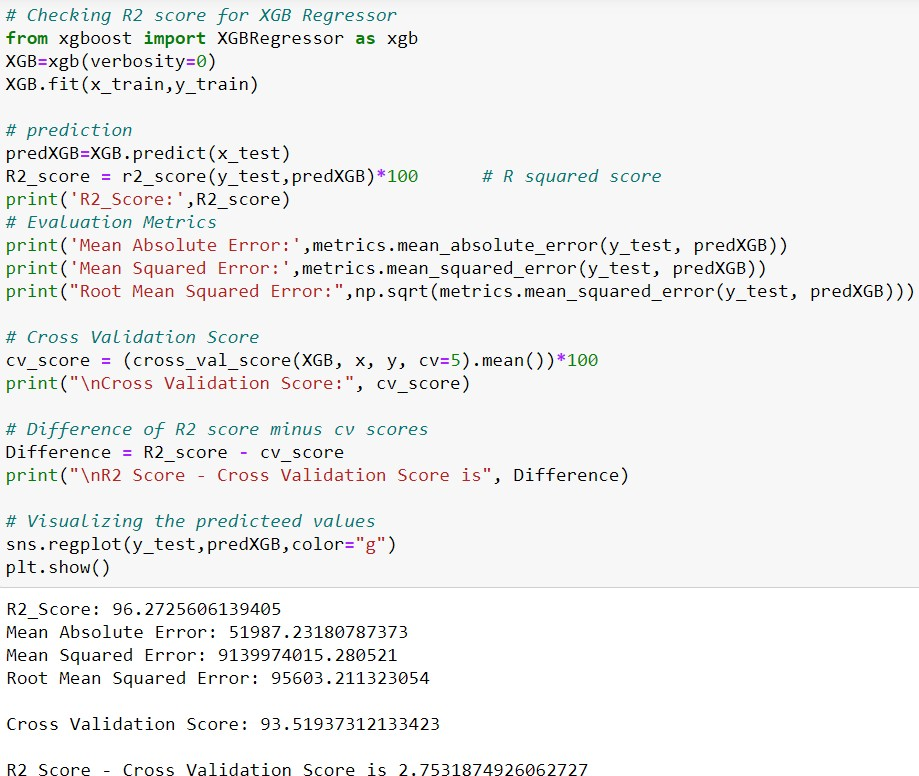 # Checking R2 score for XGB Regressor
from xgboost import XGBRegressor as xgb
XGB=xgb(verbosity=0)
XGB.fit(x_train,y_train)
# prediction
predXGB=XGB.predict(x_test)
R2_score = r2_score(y_test,predXGB)*100      # R squared score
print('R2_Score:',R2_score)
# Evaluation Metrics
print('Mean Absolute Error:',metrics.mean_absolute_error(y_test, predXGB))
print('Mean Squared Error:',metrics.mean_squared_error(y_test, predXGB))
print("Root Mean Squared Error:",np.sqrt(metrics.mean_squared_error(y_test, predXGB)))
# Cross Validation Score
cv_score = (cross_val_score(XGB, x, y, cv=5).mean())*100
print("\nCross Validation Score:", cv_score)
# Difference of R2 score minus cv scores
Difference = R2_score - cv_score
print("\nR2 Score - Cross Validation Score is", Difference)
# Visualizing the predicteed values
sns.regplot(y_test,predXGB,color="g")
plt.show()
R2_Score: 96.2725606139405
Mean Absolute Error: 51987.23180787373
Mean Squared Error: 9139974015.280521
Root Mean Squared Error: 95603.211323054
Cross Validation Score: 93.51937312133423
R2 Score - Cross Validation Score is 2.7531874926062727